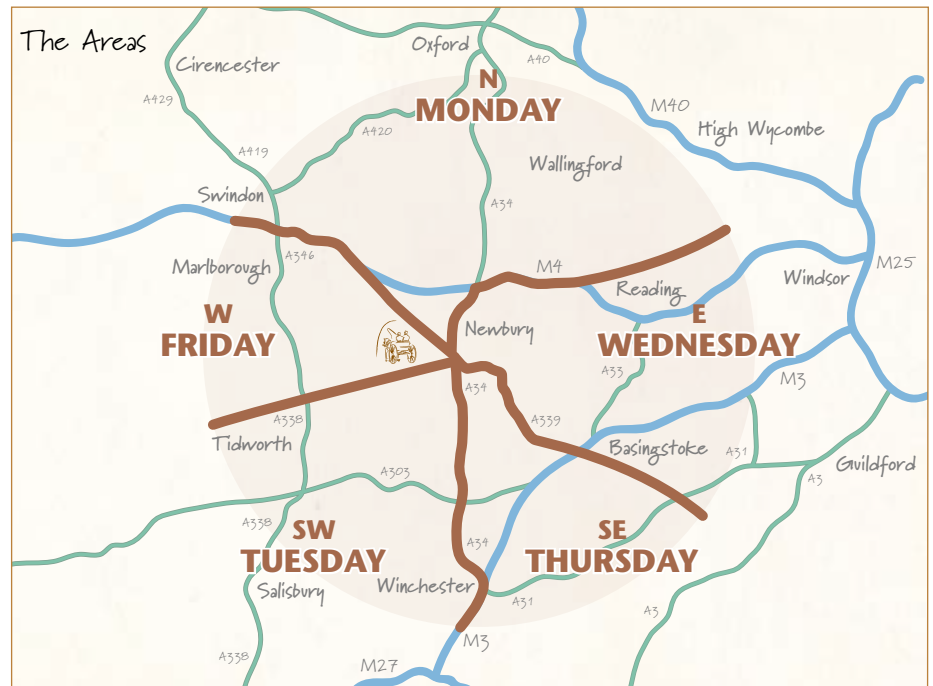 The Areas
Oxford
Cirencester
A40
N
A429
MONDAY
M40
High Wycombe
A420
A419
Wallingford
Swindon
A34
A346
M4
M25
Marlborough
Windsor
Reading
W
E
Newbury
FRIDAY
WEDNESDAY
A33
M3
A34
A338
A339
Tidworth
Basingstoke
A31
Guildford
A303
A3
A338
SW
SE
A34
TUESDAY
THURSDAY
Salisbury
Winchester
A31
A3
M3
A338
M27